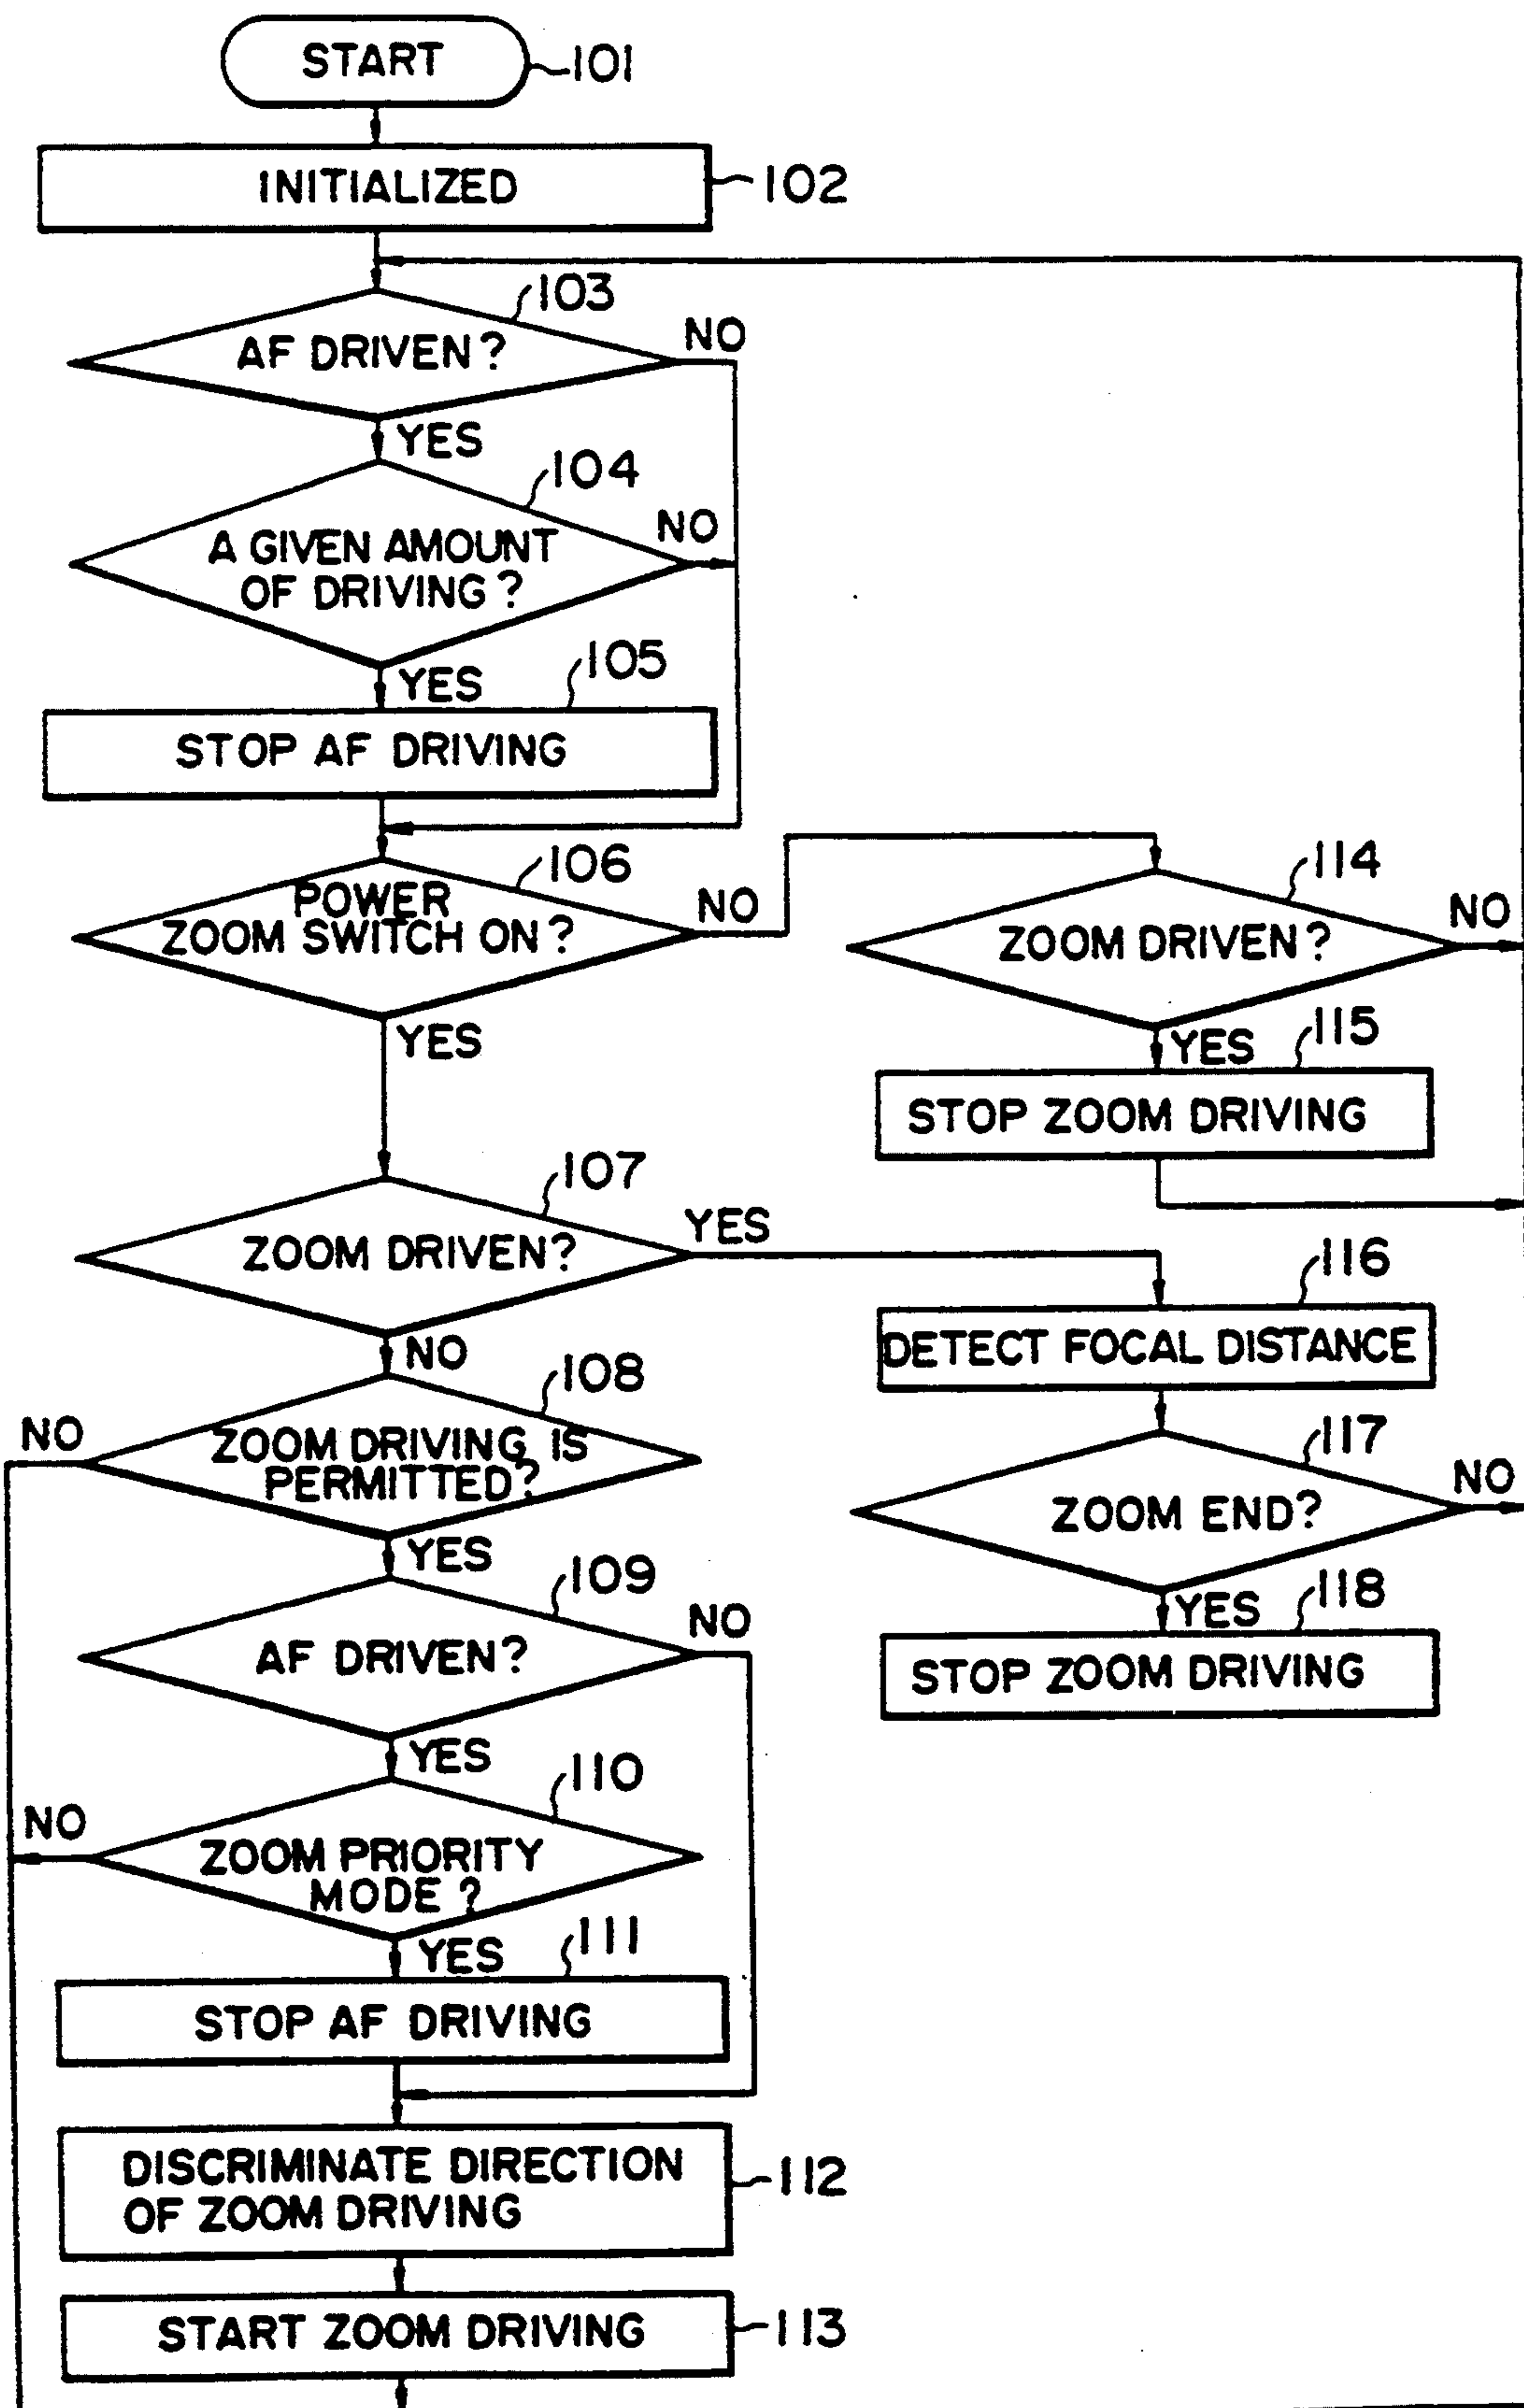 START
101
INITIALIZED
102
103
AF DRIVEN?
NO
YES
104
A GIVEN AMOUNT
OF DRIVING?
NO
YES
105
STOP AF DRIVING
106
POWER
ZOOM SWITCH ON?
NO
YES
114
ZOOM DRIVEN?
NO
YES
115
STOP ZOOM DRIVING
107
ZOOM DRIVEN?
YES
NO
116
DETECT FOCAL DISTANCE
117
ZOOM END?
NO
YES
118
STOP ZOOM DRIVING
108
NO
ZOOM DRIVING IS
PERMITTED?
YES
109
AF DRIVEN?
NO
YES
110
NO
ZOOM PRIORITY
MODE ?
YES
111
STOP AF DRIVING
DISCRIMINATE DIRECTION
OF ZOOM DRIVING
112
START ZOOM DRIVING
113